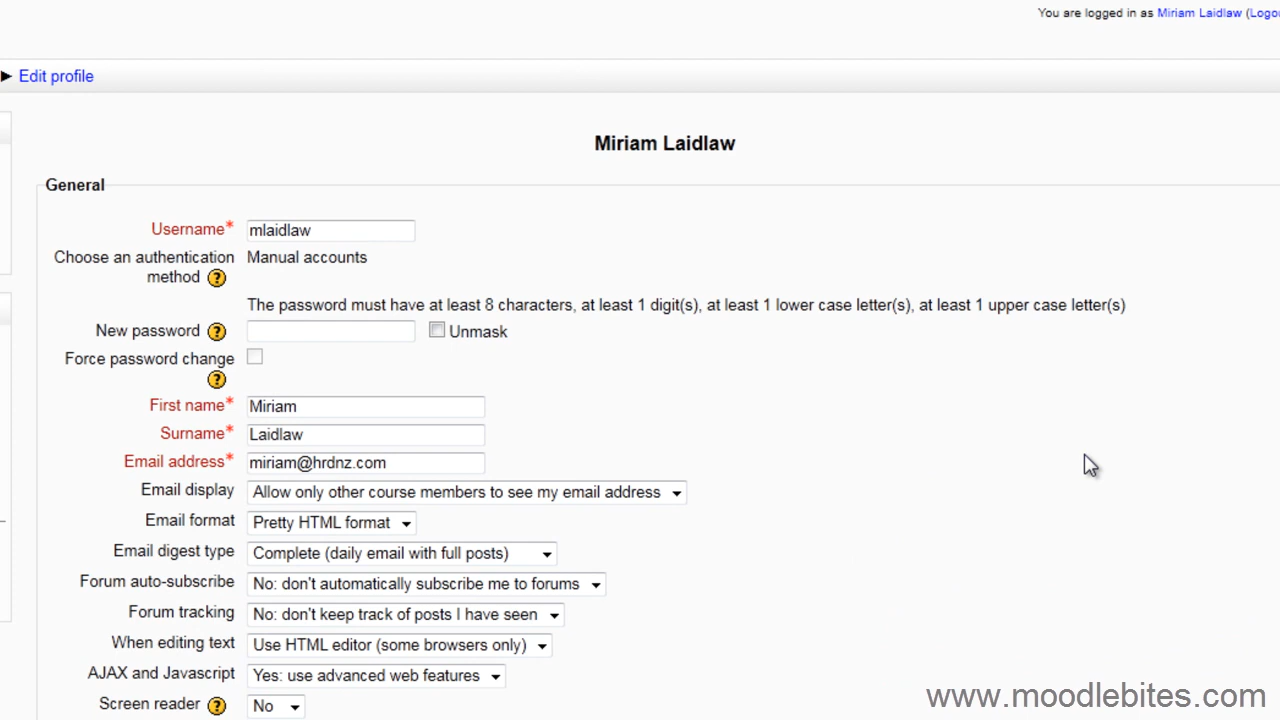 You are logged in as Miriam Laidlaw (Logo
► Edit profile
Miriam Laidlaw
General
Username* mlaidlaw
Choose an authentication Manual accounts
method ?
The password must have at least 8 characters, at least 1 digit(s), at least 1 lower case letter(s), at least 1 upper case letter(s)
New password ? Unmask
Force password change
?
First name* Miriam
Surname* Laidlaw
Email address* miriam@hrdnz.com
Email display Allow only other course members to see my email address
Email format Pretty HTML format
Email digest type Complete (daily email with full posts)
Forum auto-subscribe No: don't automatically subscribe me to forums
Forum tracking No: don't keep track of posts I have seen
When editing text Use HTML editor (some browsers only)
AJAX and Javascript Yes: use advanced web features
Screen reader ? No
www.moodlebites.com